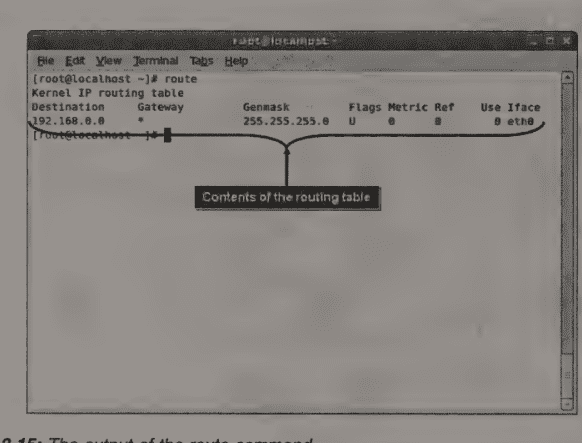 root@localhost:~
File Edit View Terminal Tabs Help
[root@localhost ~]# route
Kernel IP routing table
Destination Gateway Genmask Flags Metric Ref Use Iface
192.168.0.0 * 255.255.255.0 U 0 0 0 eth0
[root@localhost ~]#
Contents of the routing table
2-15: The output of the route command